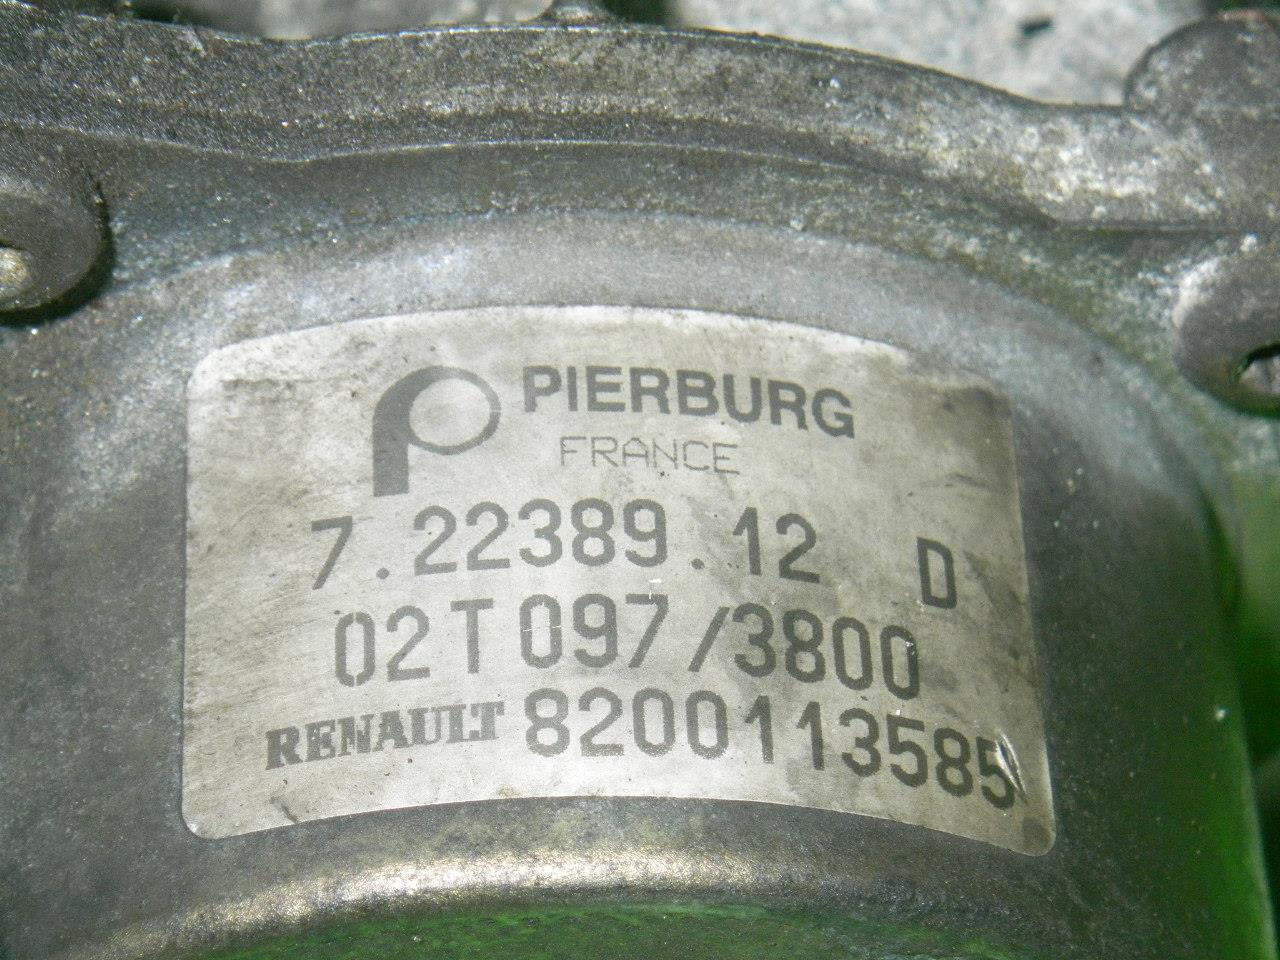 PIERBURG
FRANCE
7.22389.12 D
02T097/3800
RENAULT 8200113585